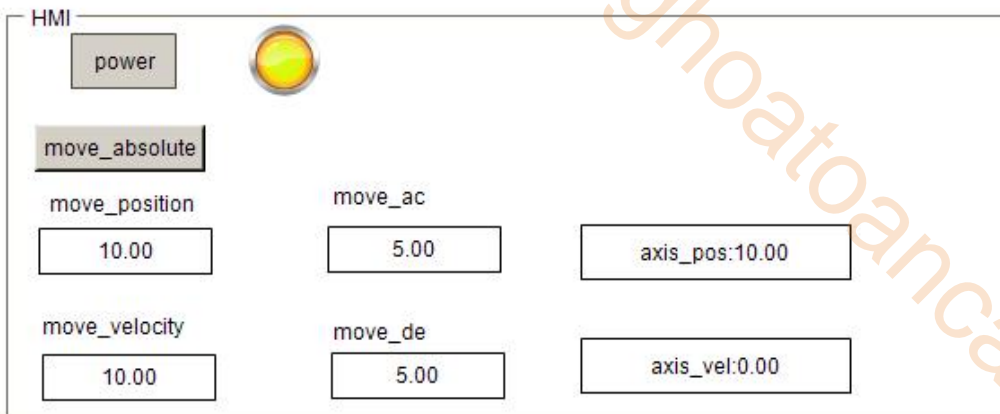 HMI
power
move_absolute
move_position
move_ac
10.00
5.00
axis_pos:10.00
move_velocity
move_de
10.00
5.00
axis_vel:0.00